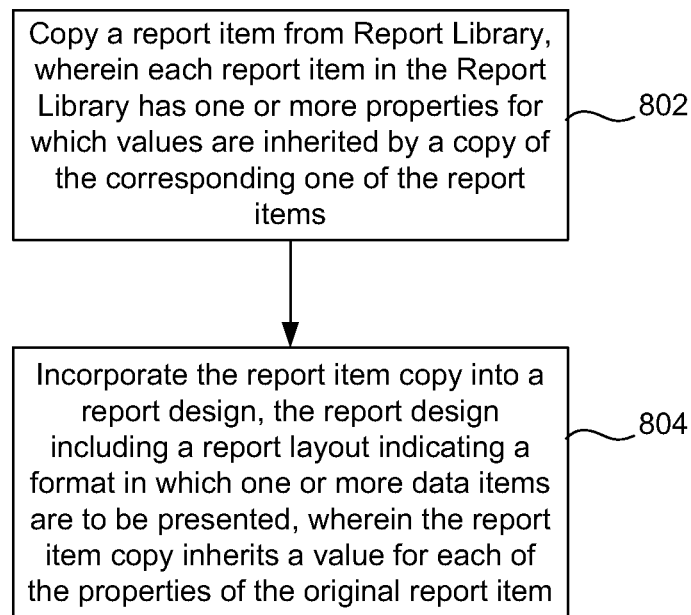 Copy a report item from Report Library,
wherein each report item in the Report
Library has one or more properties for
which values are inherited by a copy of
the corresponding one of the report
items
802
Incorporate the report item copy into a
report design, the report design
including a report layout indicating a
format in which one or more data items
are to be presented, wherein the report
item copy inherits a value for each of
the properties of the original report item
804